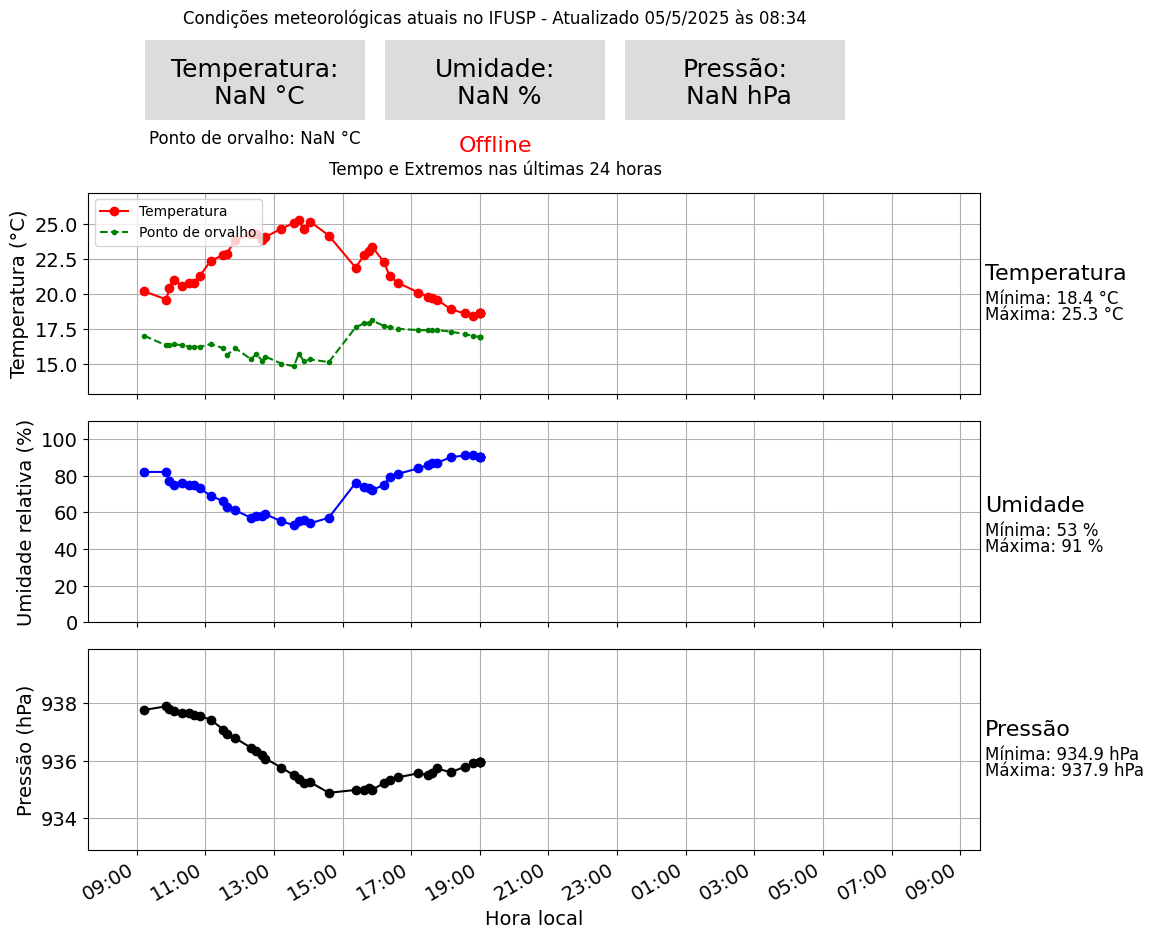 Condições meteorológicas atuais no IFUSP - Atualizado 05/5/2025 às 08:34
Temperatura:
NaN °C
Umidade:
NaN %
Pressão:
NaN hPa
Ponto de orvalho: NaN °C
Offline
Tempo e Extremos nas últimas 24 horas
Temperatura (°C)
25.0
22.5
20.0
17.5
15.0
Temperatura
Ponto de orvalho
Temperatura
Mínima: 18.4 °C
Máxima: 25.3 °C
Umidade relativa (%)
100
80
60
40
20
0
Umidade
Mínima: 53 %
Máxima: 91 %
Pressão (hPa)
938
936
934
Pressão
Mínima: 934.9 hPa
Máxima: 937.9 hPa
09:00
11:00
13:00
15:00
17:00
19:00
21:00
23:00
01:00
03:00
05:00
07:00
09:00
Hora local